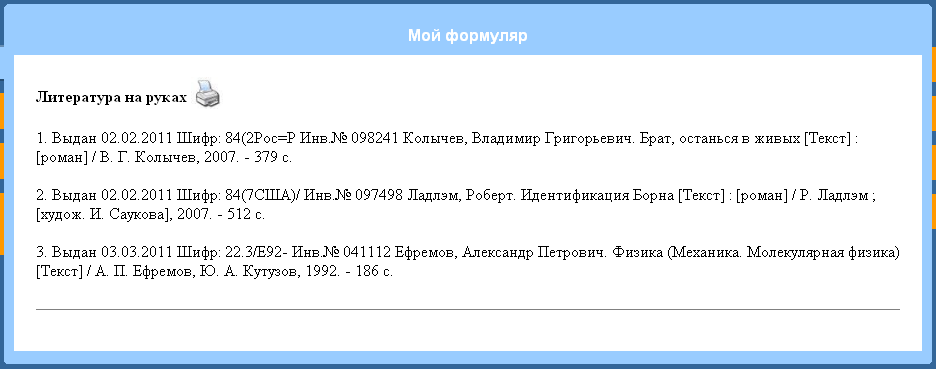 Мой формуляр
Литература на руках
1. Выдан 02.02.2011 Шифр: 84(2Рос=Р Инв.№ 098241 Колычев, Владимир Григорьевич. Брат, останься в живых [Текст] :
[роман] / В. Г. Колычев, 2007. - 379 с.
2. Выдан 02.02.2011 Шифр: 84(7США)/ Инв.№ 097498 Ладлэм, Роберт. Идентификация Борна [Текст] : [роман] / Р. Ладлэм ;
[худож. И. Саукова], 2007. - 512 с.
3. Выдан 03.03.2011 Шифр: 22.3/Е92- Инв.№ 041112 Ефремов, Александр Петрович. Физика (Механика. Молекулярная физика)
[Текст] / А. П. Ефремов, Ю. А. Кутузов, 1992. - 186 с.